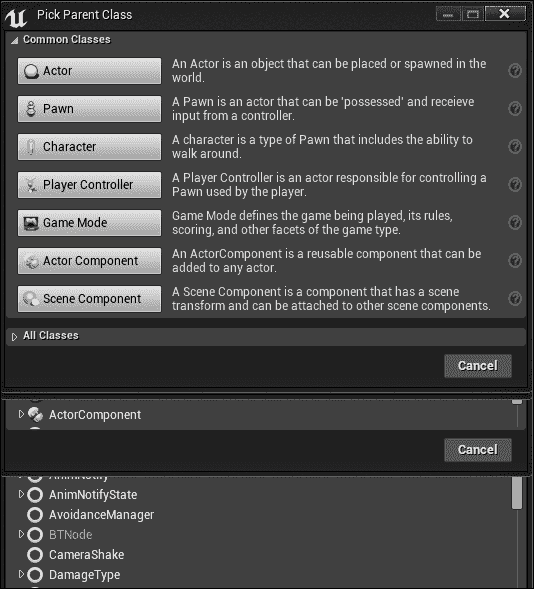 Pick Parent Class
Common Classes
Actor
An Actor is an object that can be placed or spawned in the
world.
Pawn
A Pawn is an actor that can be 'possessed' and receieve
input from a controller.
Character
A character is a type of Pawn that includes the ability to
walk around.
Player Controller
A Player Controller is an actor responsible for controlling a
Pawn used by the player.
Game Mode
Game Mode defines the game being played, its rules,
scoring, and other facets of the game type.
Actor Component
An ActorComponent is a reusable component that can be
added to any actor.
Scene Component
A Scene Component is a component that has a scene
transform and can be attached to other scene components.
All Classes
Cancel
ActorComponent
Cancel
AnimNotify
AnimNotifyState
AvoidanceManager
BTNode
CameraShake
DamageType